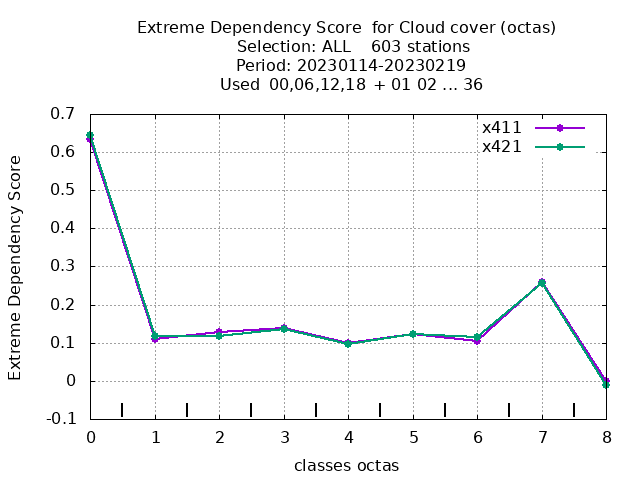 Extreme Dependency Score  for Cloud cover (octas)
Selection: ALL    603 stations
Period: 20230114-20230219
Used  00,06,12,18  + 01 02 ... 36
x411
x421
0.7
0.6
0.5
0.4
0.3
0.2
0.1
0
-0.1
Extreme Dependency Score
0 1 2 3 4 5 6 7 8
classes octas